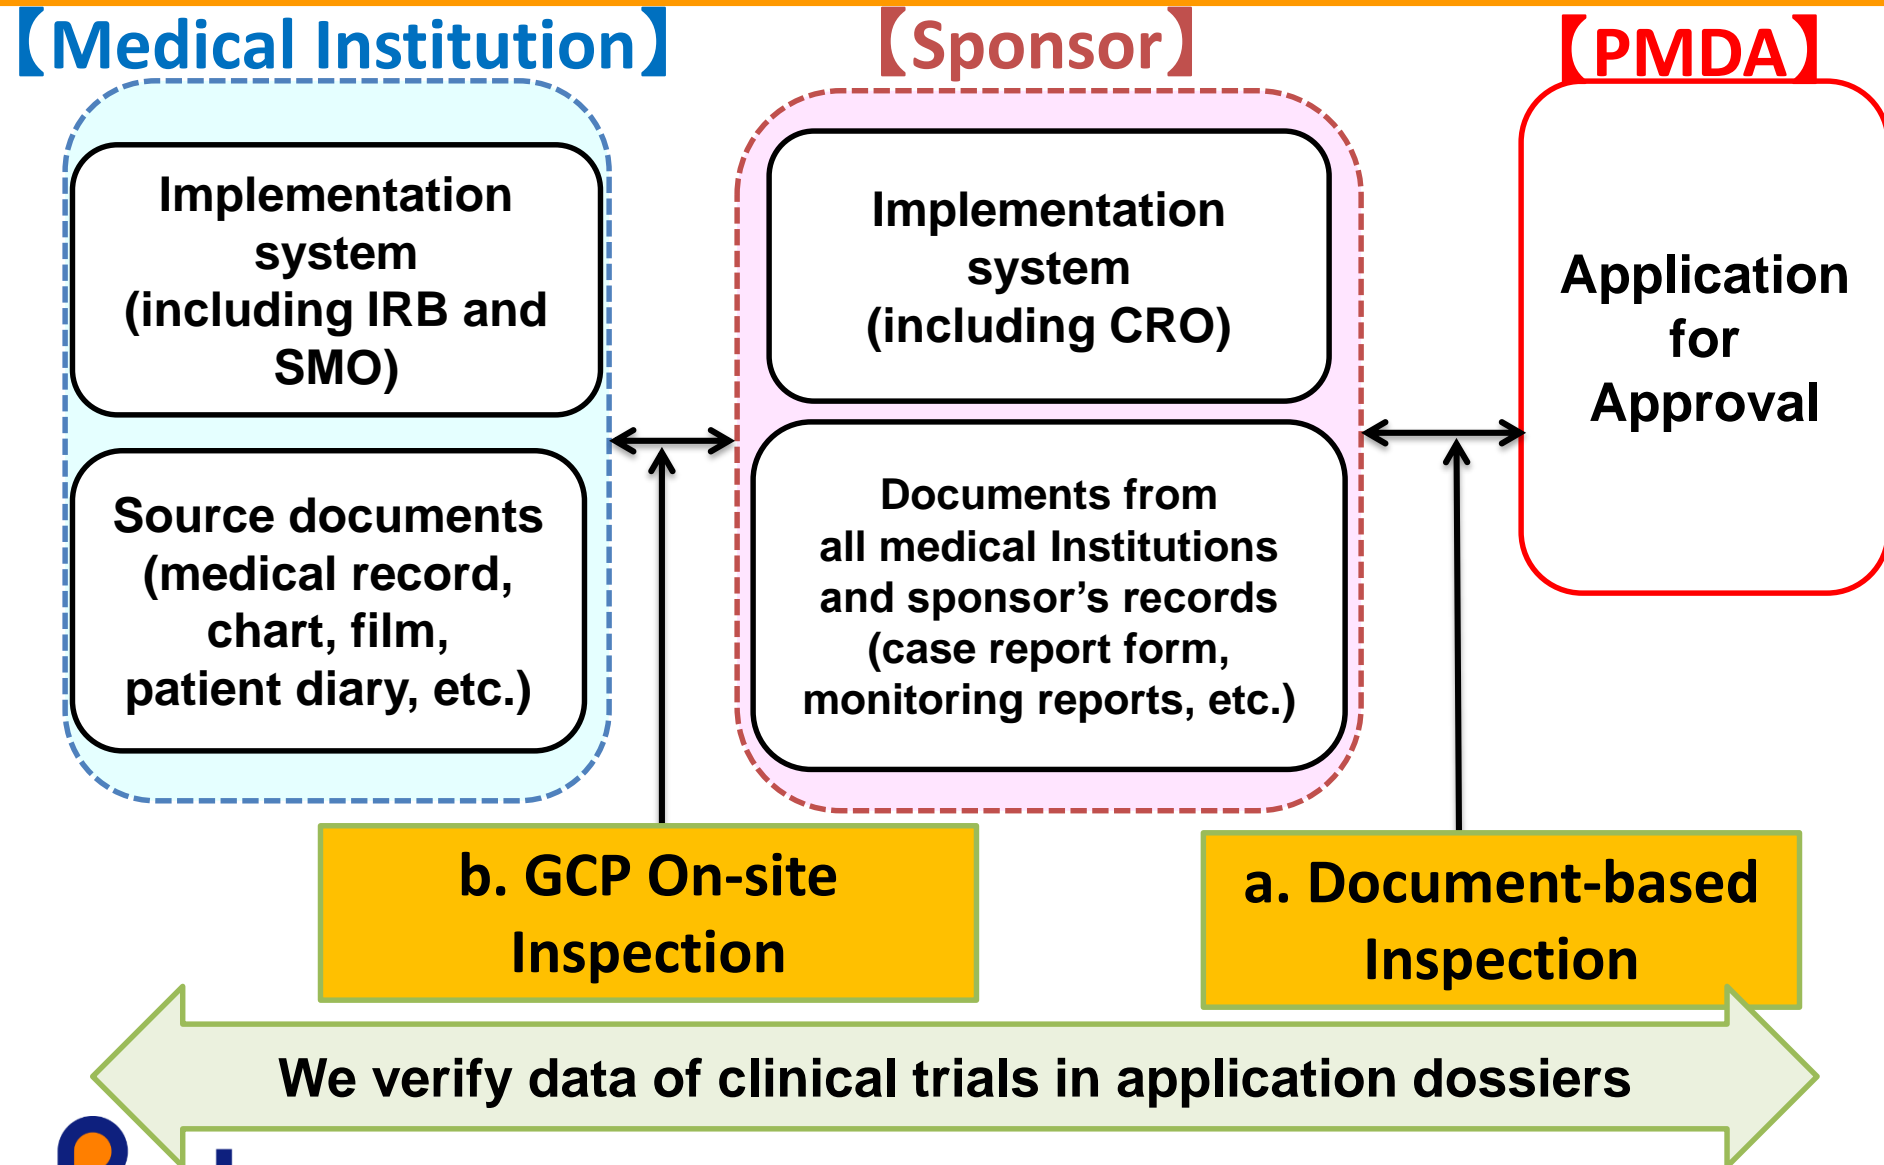 【Medical Institution】
【Sponsor】
【PMDA】
Implementation
system
(including IRB and
SMO)
Source documents
(medical record,
chart, film,
patient diary, etc.)
Implementation
system
(including CRO)
Documents from
all medical Institutions
and sponsor’s records
(case report form,
monitoring reports, etc.)
Application
for
Approval
b. GCP On-site
Inspection
a. Document-based
Inspection
We verify data of clinical trials in application dossiers